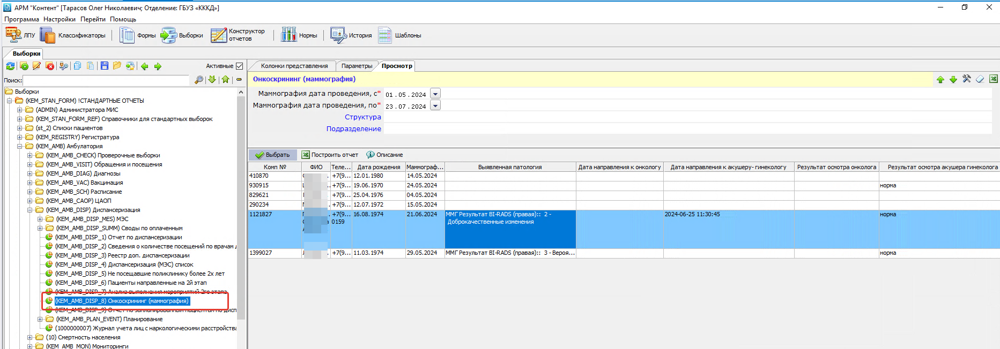 АРМ "Контент" [Тарасов Олег Николаевич; Отделение: ГБУЗ «КККД»]
Программа Настройки Перейти Помощь
ЛПУ Классификаторы Формы Выборки Конструктор отчетов Нормы История Шаблоны
Выборки
Активные
Поиск:
Выборки
(KEM_STAN_FORM) !СТАНДАРТНЫЕ ОТЧЕТЫ
(ADMIN) Администратора МИС
(KEM_STAN_FORM_REF) Справочники для стандартных выборок
(st_2) Списки пациентов
(KEM_REGISTRY) Регистратура
(KEM_AMB) Амбулатория
(KEM_AMB_CHECK) Проверочные выборки
(KEM_AMB_VISIT) Обращения и посещения
(KEM_AMB_DIAG) Диагнозы
(KEM_AMB_VAC) Вакцинация
(KEM_AMB_SCH) Расписание
(KEM_AMB_CAOP) ЦАОП
(KEM_AMB_DISP) Диспансеризация
(KEM_AMB_DISP_MES) МЭС
(KEM_AMB_DISP_SUMM) Своды по оплаченным
(KEM_AMB_DISP_1) Отчет по диспансеризации
(KEM_AMB_DISP_2) Сведения о количестве посещений по врачам д
(KEM_AMB_DISP_3) Реестр доп. диспансеризации
(KEM_AMB_DISP_4) Диспансеризация (МЭС) список
(KEM_AMB_DISP_5) Не посещавшие поликлинику более 2х лет
(KEM_AMB_DISP_6) Пациенты направленные на 2й этап
(KEM_AMB_DISP_7) Анализ выполнения мероприятий 2го этапа
(KEM_AMB_DISP_8) Онкоскрининг (маммография)
(KEM_AMB_DISP_9) Отчет по запланированным пациентам по дисп
(KEM_AMB_PLAN_EVENT) Планирование
(1000000007) Журнал учета лиц с наркологическими расстройства
(10) Смертность населения
(KEM_AMB_MON) Мониторинги
Колонки представления Параметры Просмотр
Онкоскрининг (маммография)
Маммография дата проведения, с* 01.05.2024
Маммография дата проведения, по* 23.07.2024
Структура
Подразделение
Выбрать Построить отчет Описание
Комп № ФИО Теле... Дата рождения Маммограф... Выявленная патология Дата направления к онкологу Дата направления к акушеру- гинекологу Результат осмотра онколога Результат осмотра акушера гинеколога
410870 +7(9... 12.01.1980 14.05.2024
930915 +7(9... 19.06.1970 24.05.2024 норма
829621 +7(9... 25.04.1976 04.05.2024
290234 +7(9... 12.07.1972 15.05.2024
1121827 +7(9... 16.08.1974 21.06.2024 ММГ Результат BI-RADS (правая):: 2 - 2024-06-25 11:30:45 норма
0159 Доброкачественные изменения
1399027 +7(9... 11.03.1974 29.05.2024 ММГ Результат BI-RADS (правая):: 3 - Вероя... норма